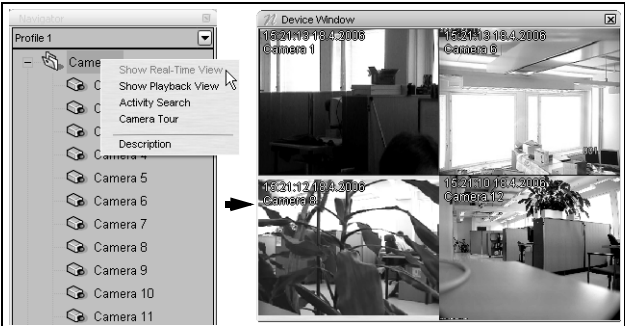 Navigator
Profile 1
Came
Show Real-Time View
Show Playback View
Activity Search
Camera Tour
Description
C
C
C
Camera 4
Camera 5
Camera 6
Camera 7
Camera 8
Camera 9
Camera 10
Camera 11
Device Window
15:21:13 18.4.2006
Camera 1
15:21:13 18.4.2006
Camera 6
15:21:12 18.4.2006
Camera 8
15:21:10 18.4.2006
Camera 12